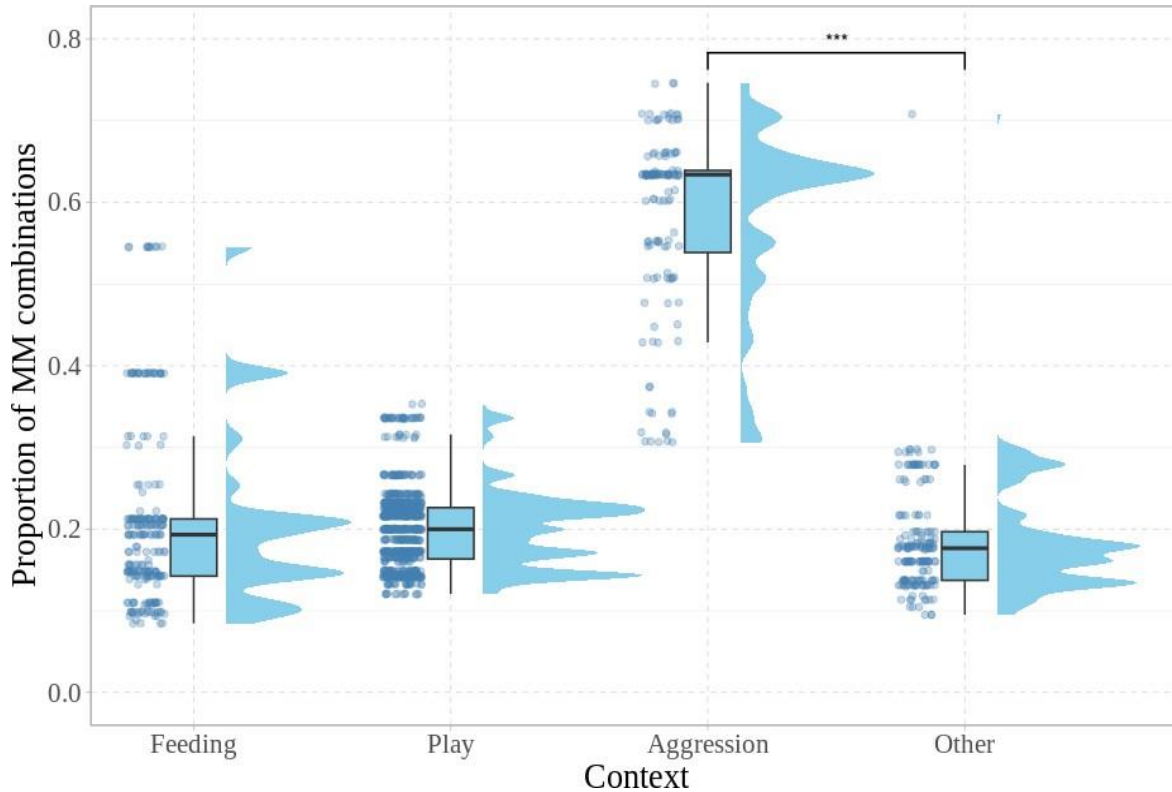 Proportion of MM combinations
0.8
0.6
0.4
0.2
0.0
***
Feeding Play Aggression Other
Context